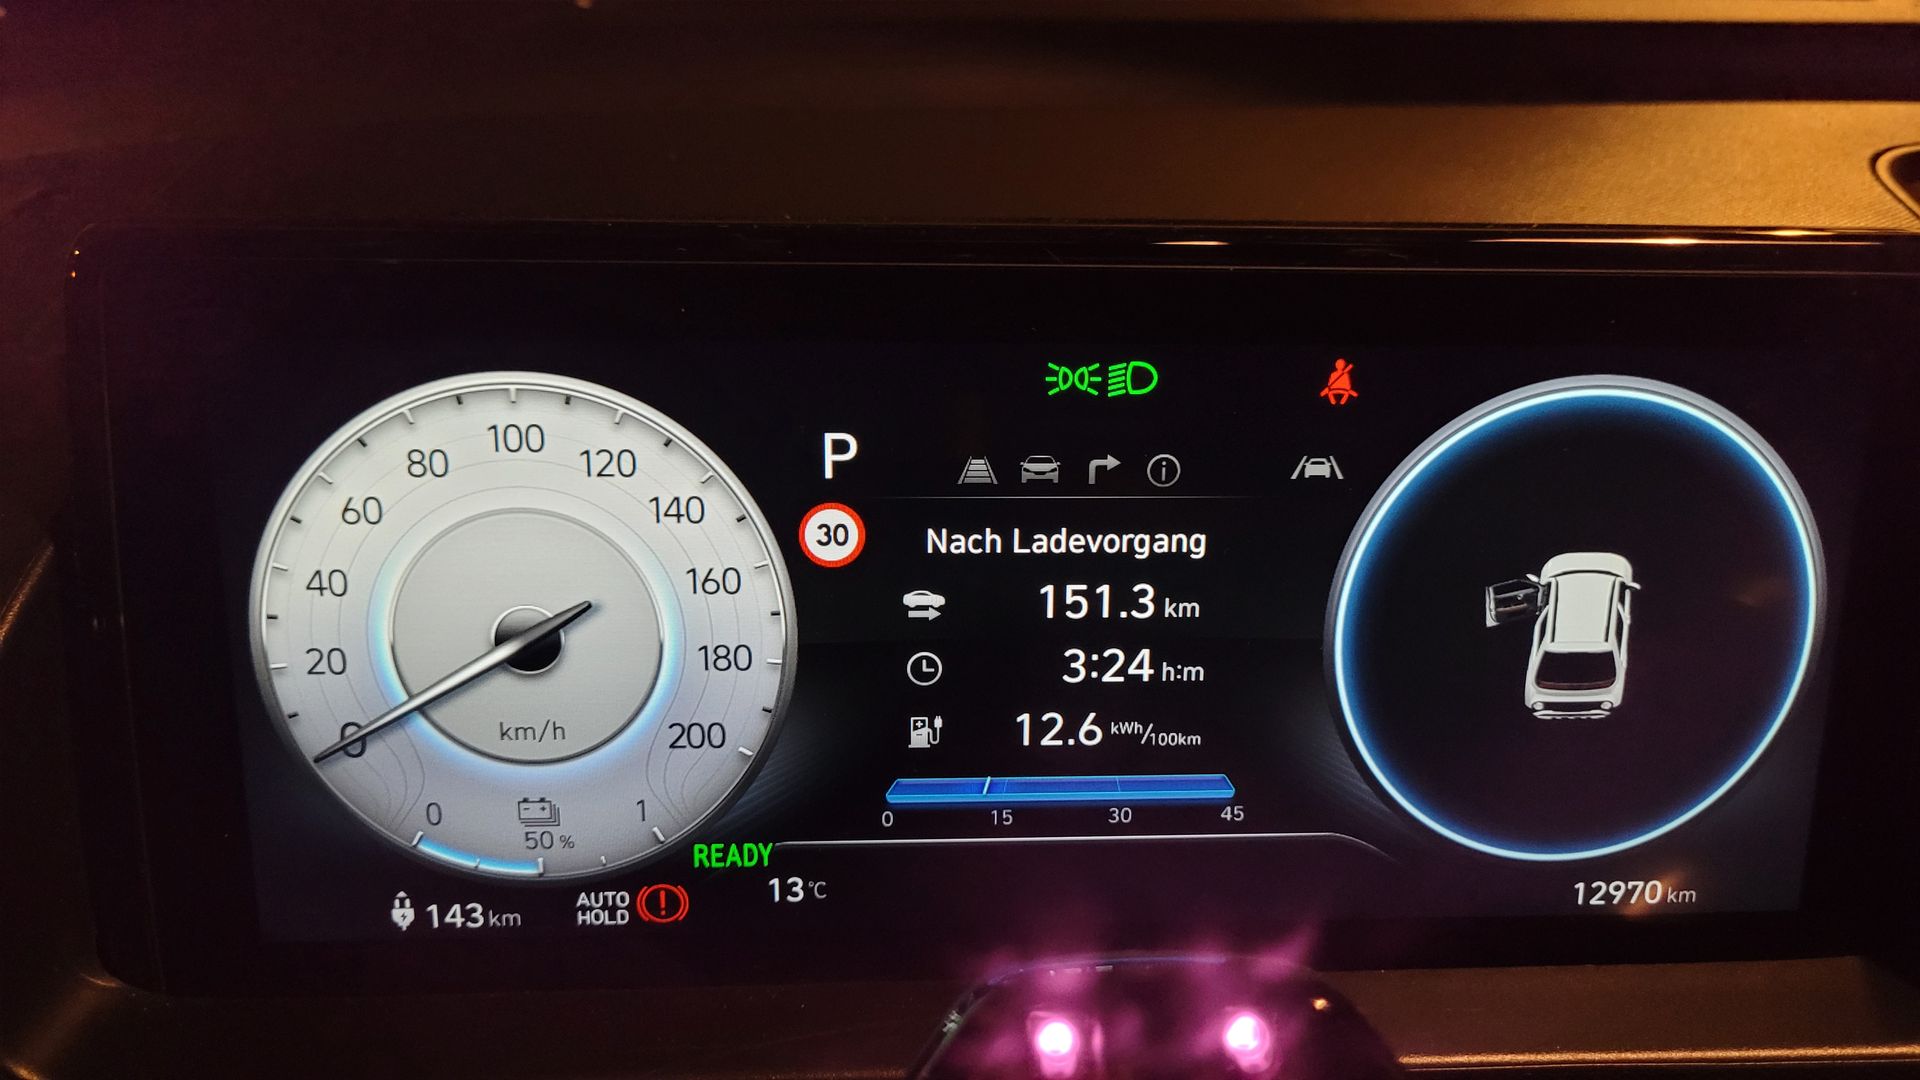 P
30
Nach Ladevorgang
151.3 km
3:24 h:m
12.6 kWh/100km
0 15 30 45
0
20
40
60
80
100
120
140
160
180
200
km/h
0 1
50 %
READY
143 km
AUTO
HOLD
13 °C
12970 km